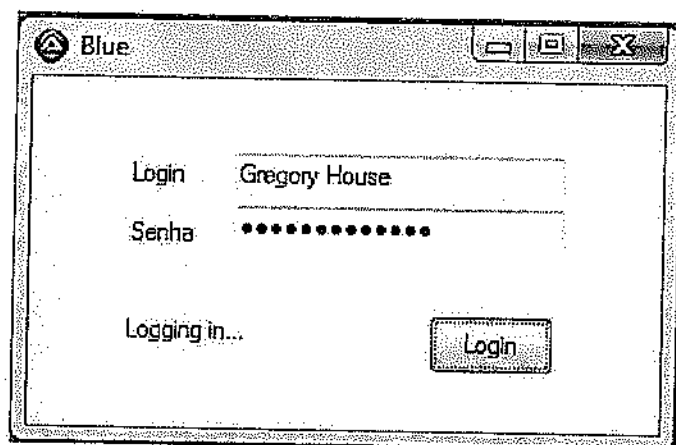 Blue
Login Gregory House
Senha •••••••••••••
Logging in...
Login